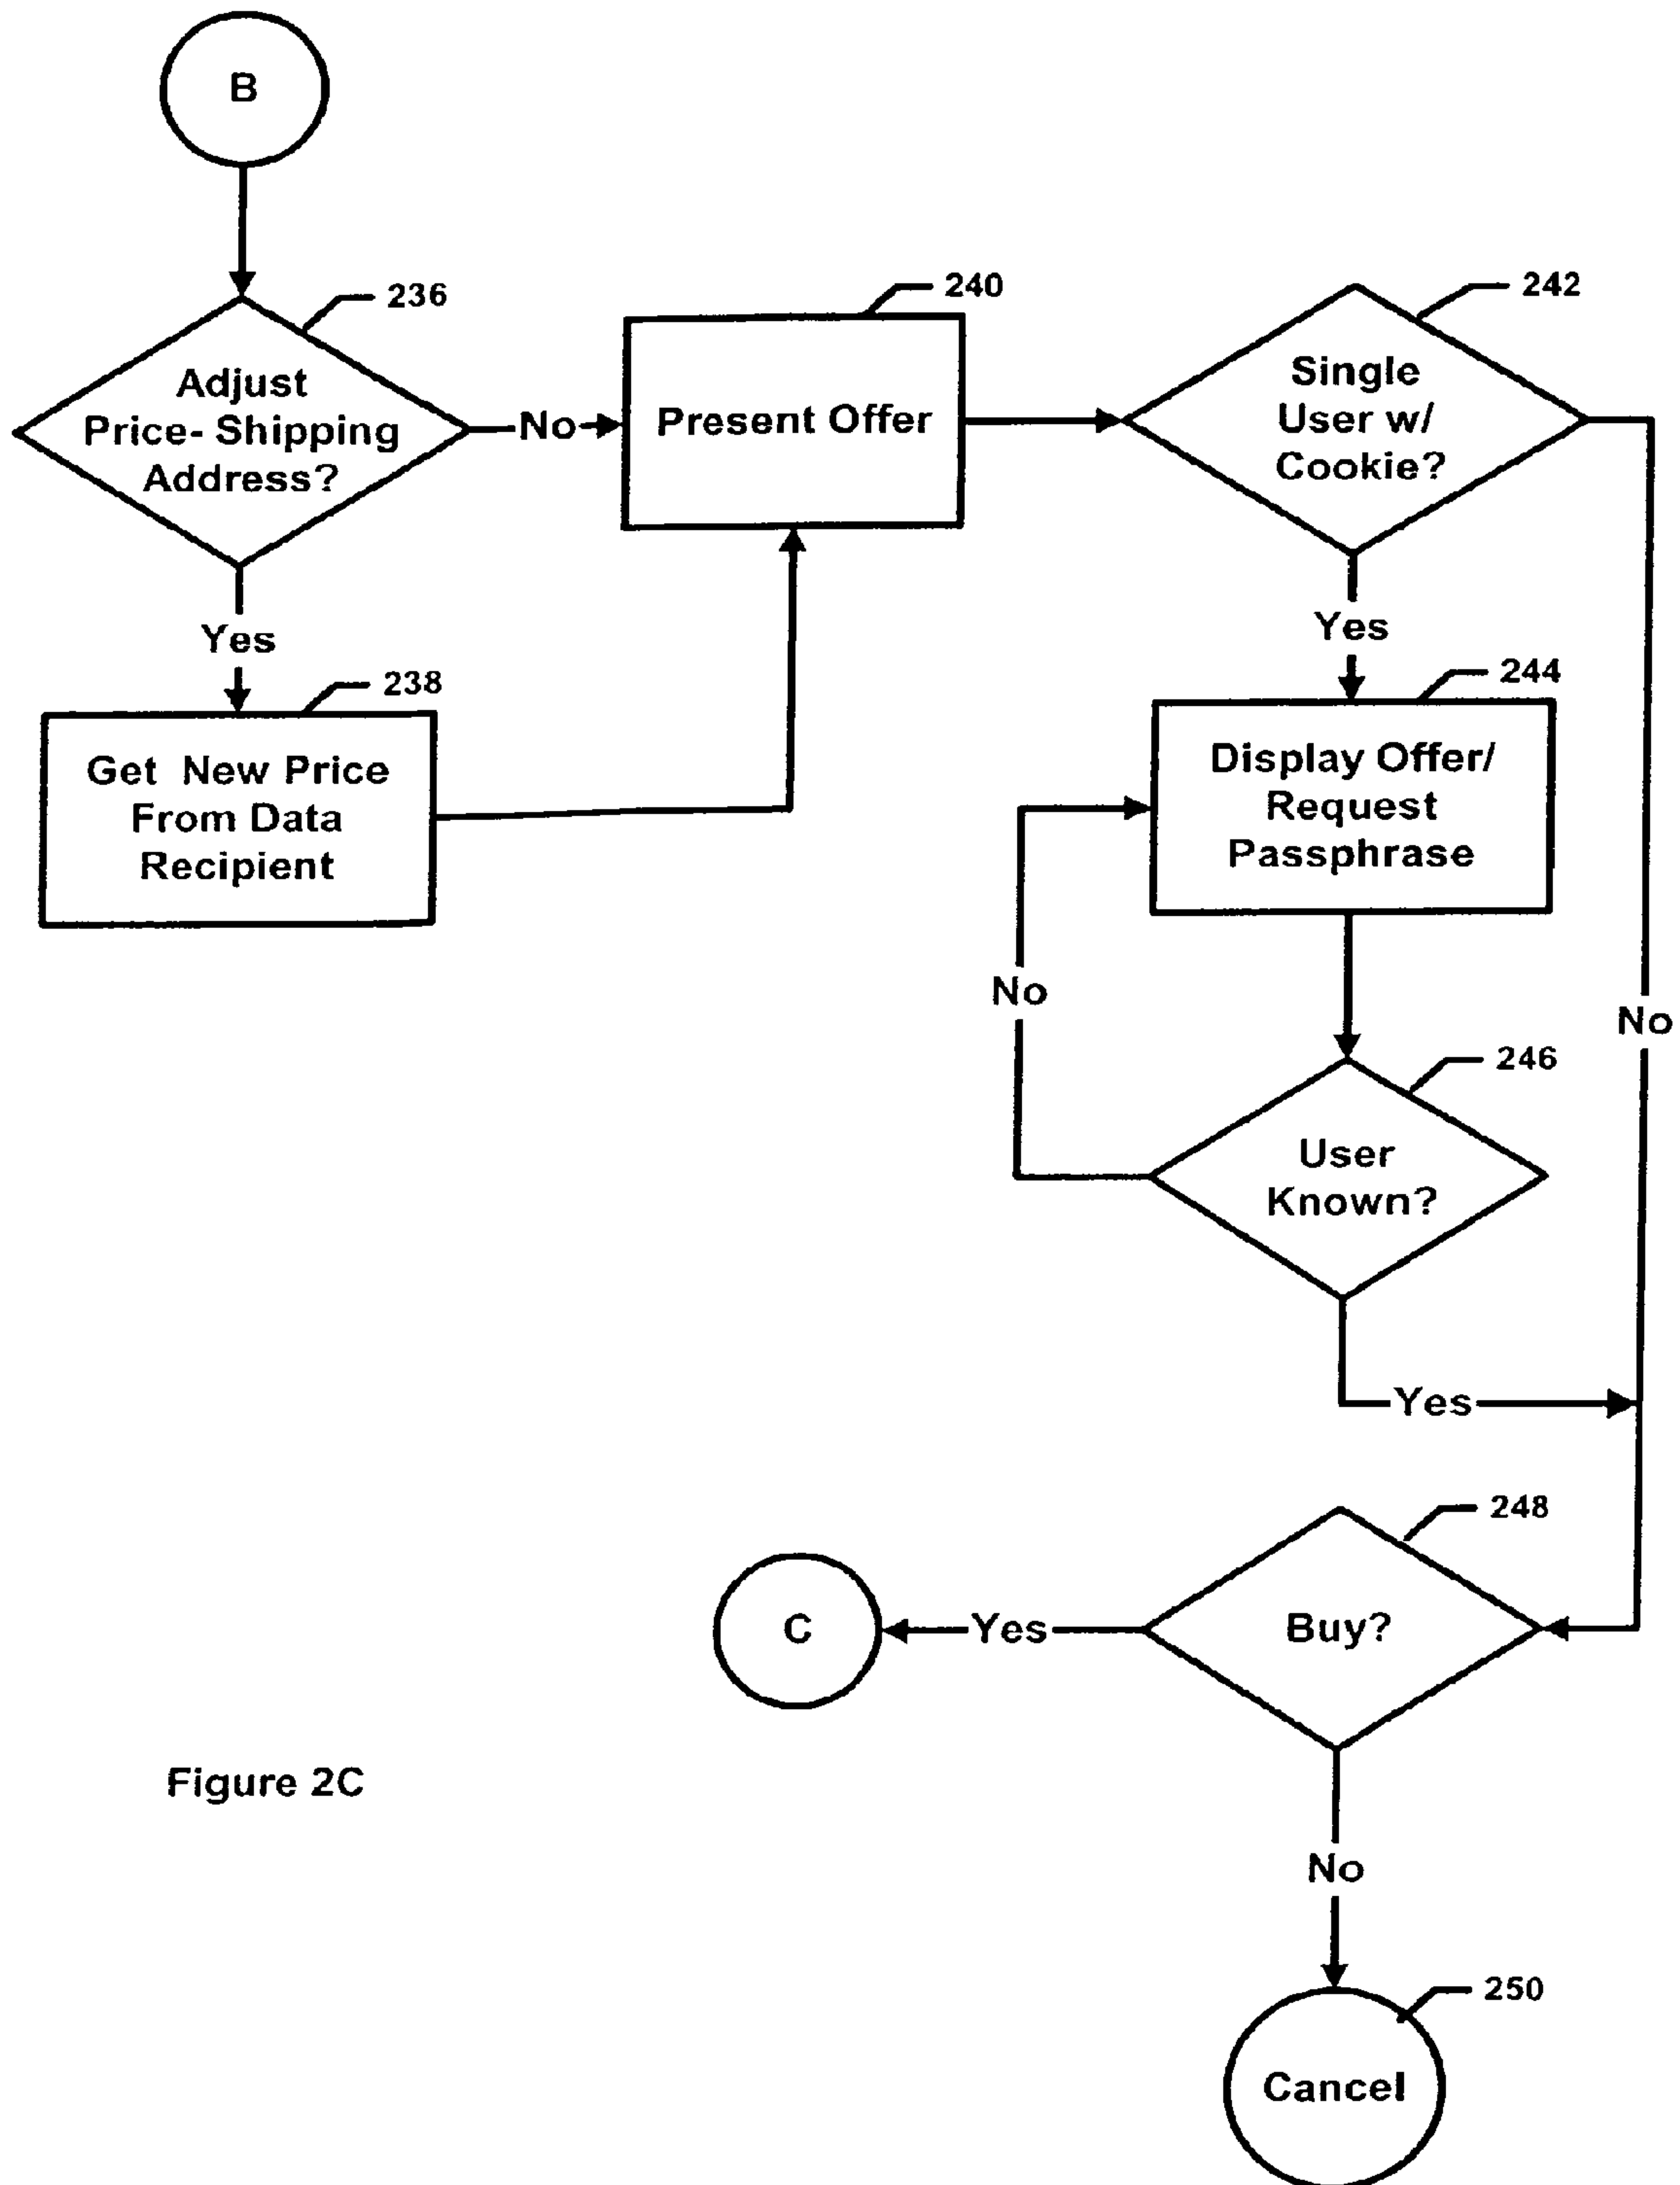 B
236
Adjust
Price- Shipping
Address?
No
240
Present Offer
242
Single
User w/
Cookie?
Yes
238
Get New Price
From Data
Recipient
Yes
244
Display Offer/
Request
Passphrase
No
No
246
User
Known?
Yes
248
Buy?
Yes
C
Figure 2C
No
250
Cancel